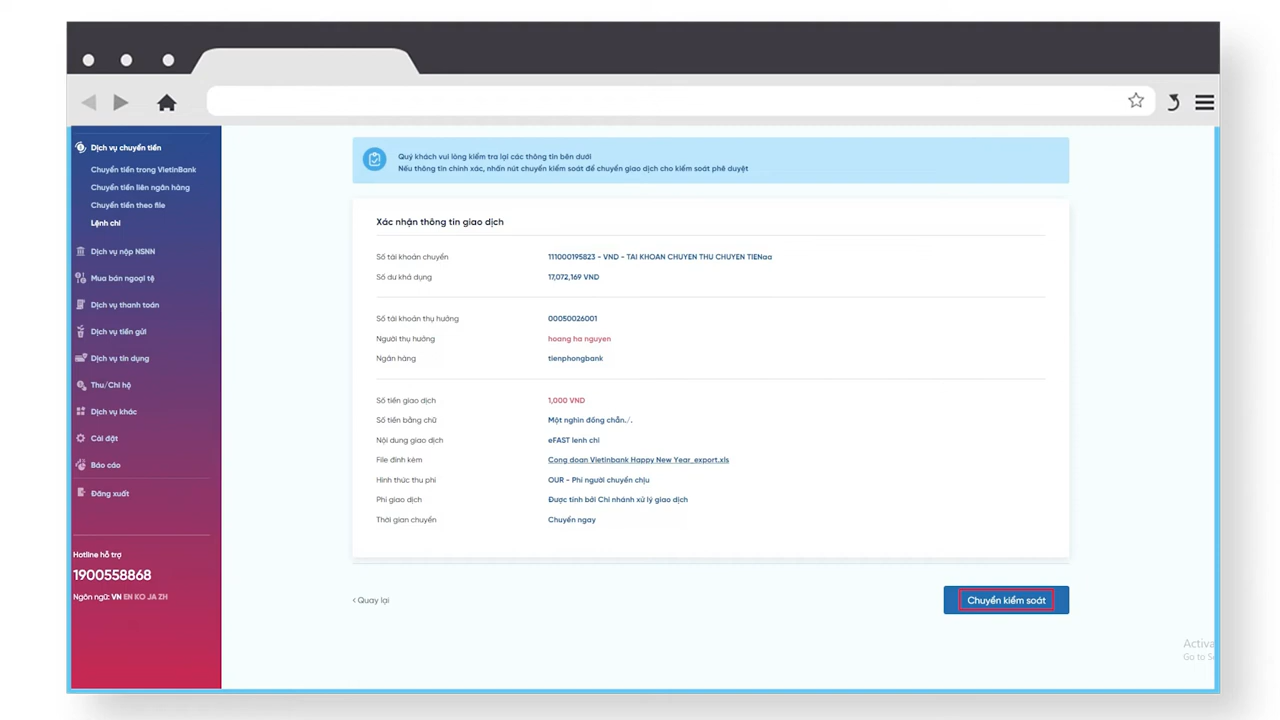 Dịch vụ chuyển tiền
Chuyển tiền trong VietinBank
Chuyển tiền liên ngân hàng
Chuyển tiền theo file
Lệnh chi
Dịch vụ nộp NSNN
Mua bán ngoại tệ
Dịch vụ thanh toán
Dịch vụ tiền gửi
Dịch vụ tín dụng
Thu/Chi hộ
Dịch vụ khác
Cài đặt
Báo cáo
Đăng xuất
Hotline hỗ trợ
1900558868
Ngôn ngữ: VN EN KO JA ZH
Quý khách vui lòng kiểm tra lại các thông tin bên dưới
Nếu thông tin chính xác, nhấn nút chuyển kiểm soát để chuyển giao dịch cho kiểm soát phê duyệt
Xác nhận thông tin giao dịch
Số tài khoản chuyển 111000195823 - VND - TAI KHOAN CHUYEN THU CHUYEN TIENaa
Số dư khả dụng 17,072,169 VND
Số tài khoản thụ hưởng 00050026001
Người thụ hưởng hoang ha nguyen
Ngân hàng tienphongbank
Số tiền giao dịch 1,000 VND
Số tiền bằng chữ Một nghìn đồng chẵn./.
Nội dung giao dịch eFAST lenh chi
File đính kèm Cong doan Vietinbank Happy New Year_export.xls
Hình thức thu phí OUR - Phí người chuyển chịu
Phí giao dịch Được tính bởi Chi nhánh xử lý giao dịch
Thời gian chuyển Chuyển ngay
‹ Quay lại
Chuyển kiểm soát
Activa
Go to S